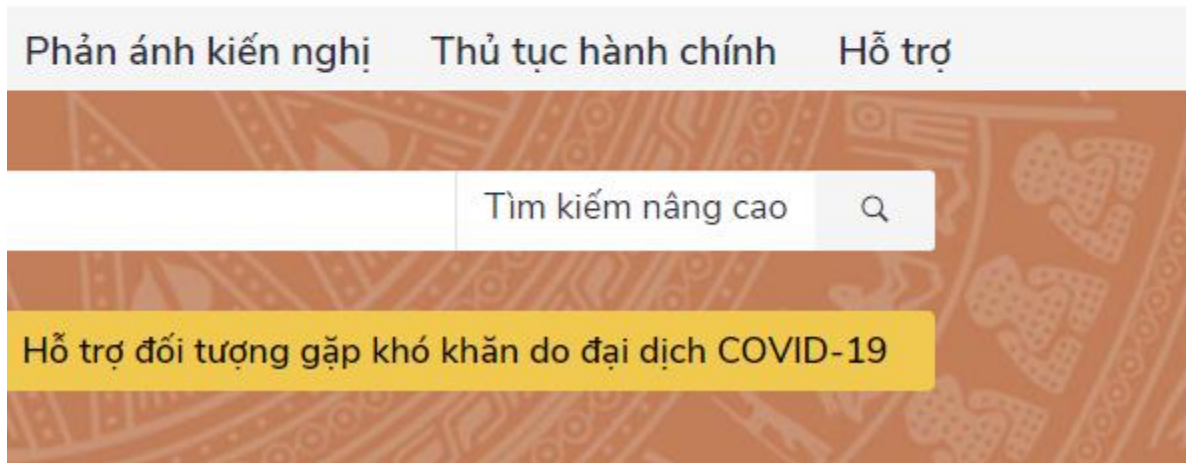 Phản ánh kiến nghị Thủ tục hành chính Hỗ trợ
Tìm kiếm nâng cao
Hỗ trợ đối tượng gặp khó khăn do đại dịch COVID-19